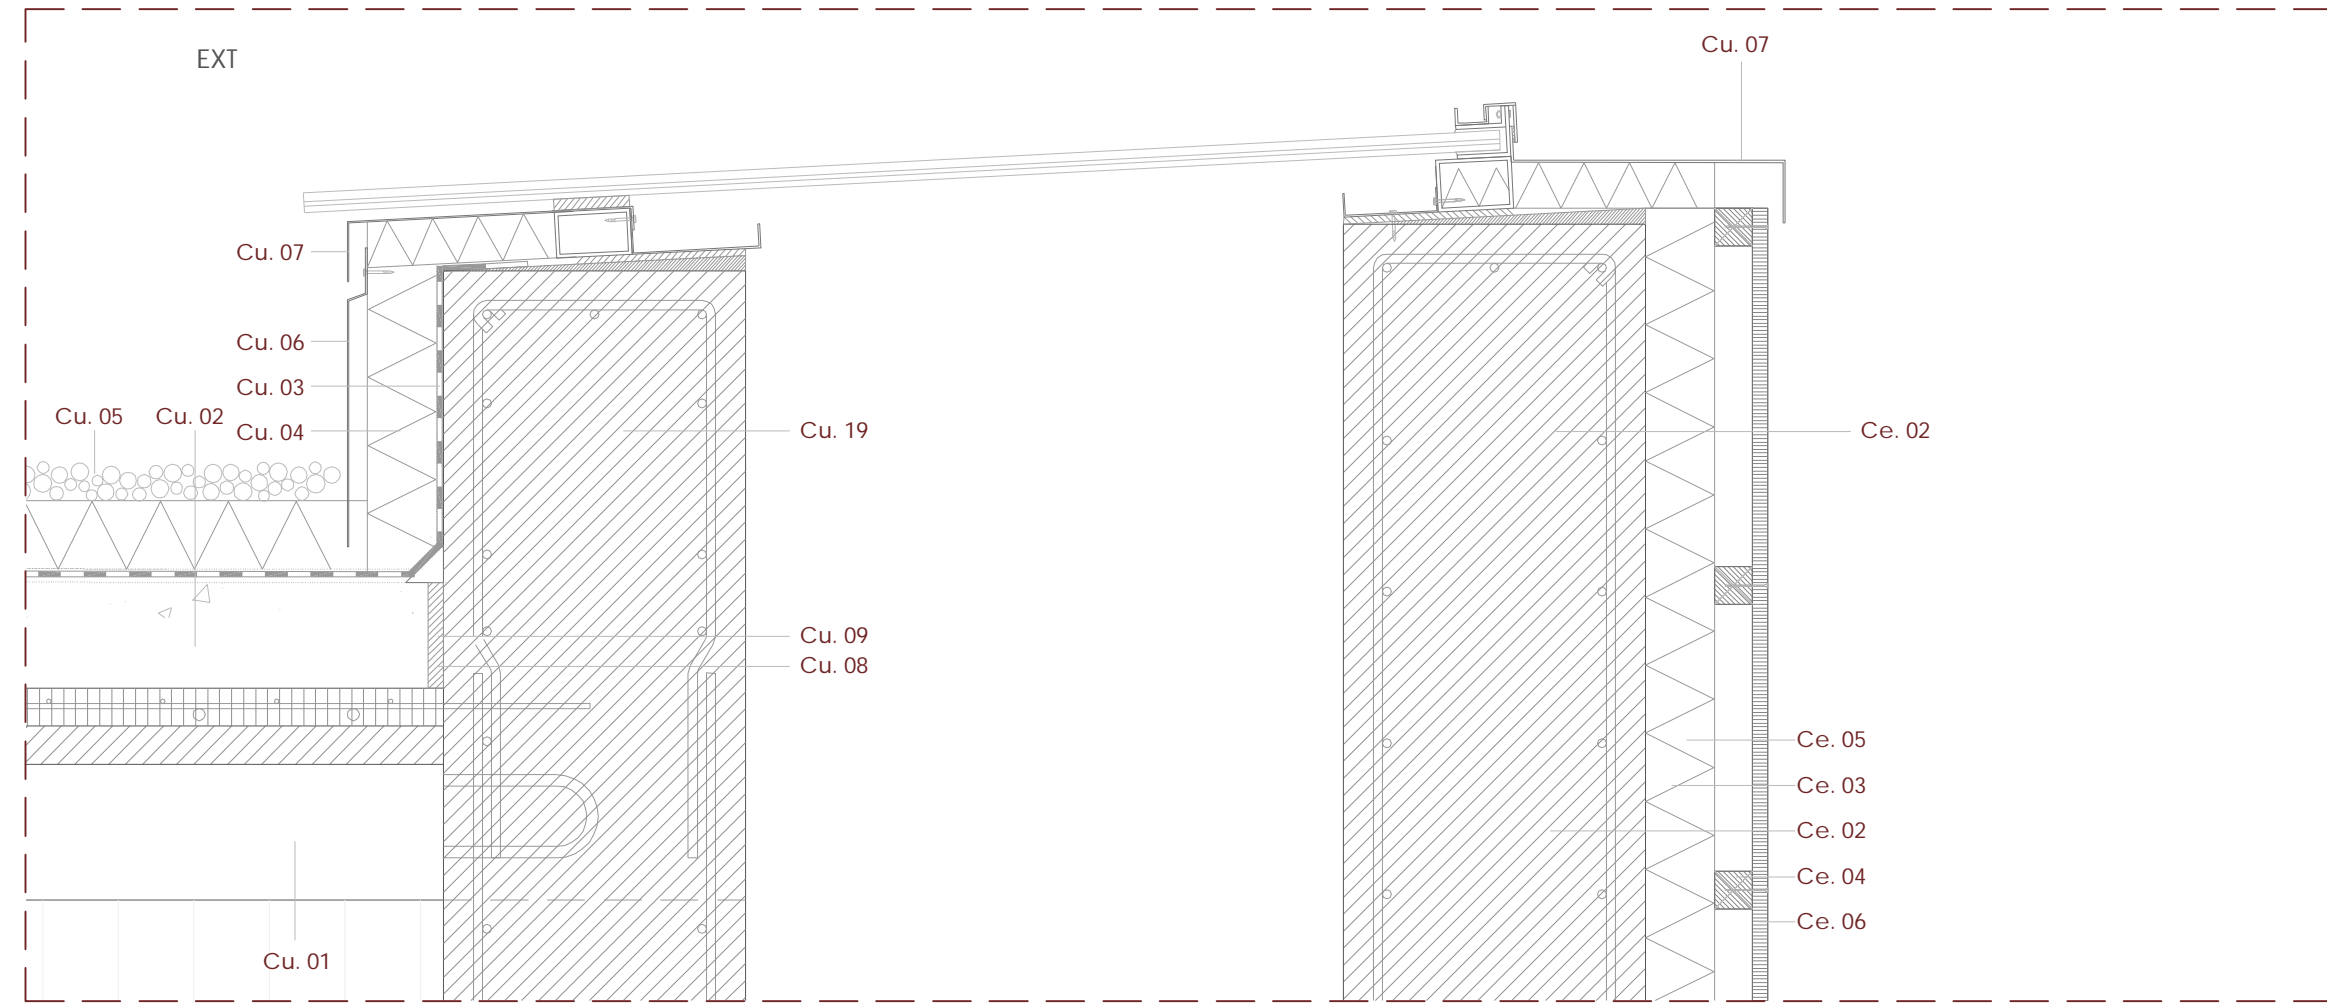 EXT
Cu. 07
Cu. 07
Cu. 06
Cu. 03
Cu. 05
Cu. 02
Cu. 04
Cu. 19
Ce. 02
Cu. 09
Cu. 08
Ce. 05
Ce. 03
Ce. 02
Ce. 04
Ce. 06
Cu. 01